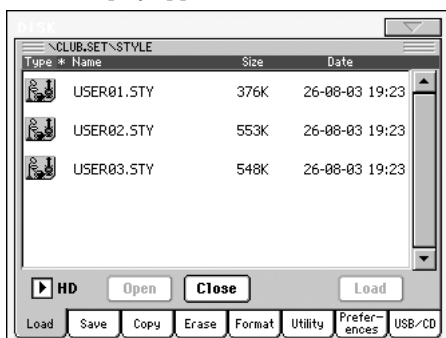 DISK
\CLUB.SET\STYLE
Type * Name Size Date
USER01.STY 376K 26-08-03 19:23
USER02.STY 553K 26-08-03 19:23
USER03.STY 548K 26-08-03 19:23
HD Open Close Load
Load Save Copy Erase Format Utility Prefer-ences USB/CD